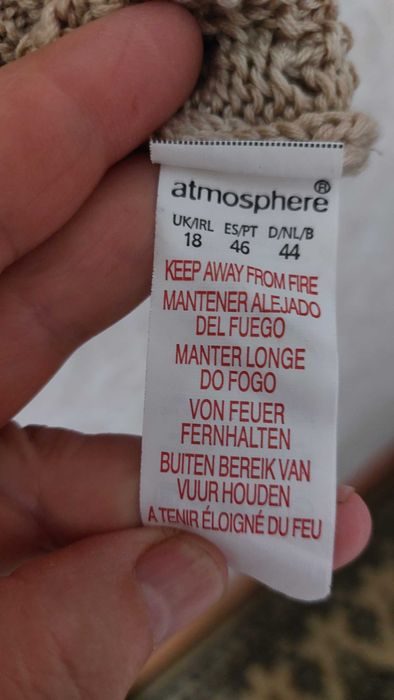 atmosphere®
UK/IRL ES/PT D/NL/B
18 46 44
KEEP AWAY FROM FIRE
MANTENER ALEJADO
DEL FUEGO
MANTER LONGE
DO FOGO
VON FEUER
FERNHALTEN
BUITEN BEREIK VAN
VUUR HOUDEN
A TENIR ÉLOIGNÉ DU FEU